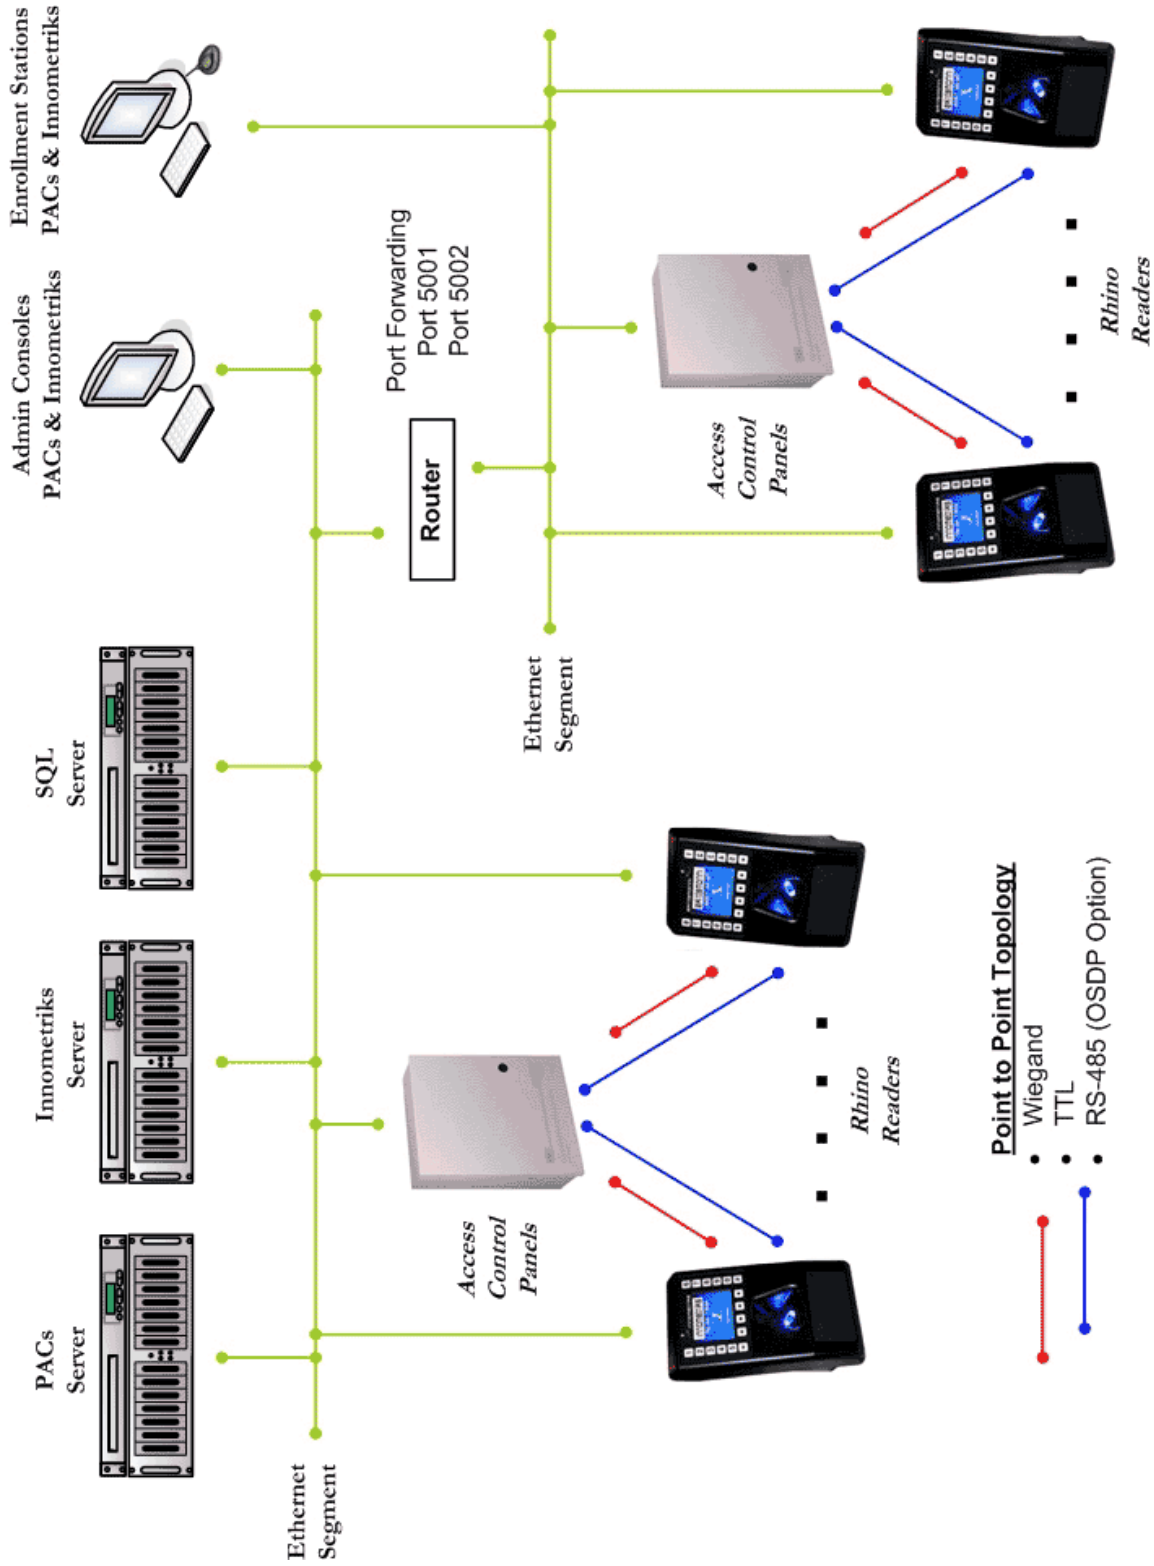 PACs
Server
Innometriks
Server
SQL
Server
Admin Consoles
PACs & Innometriks
Enrollment Stations
PACs & Innometriks
Ethernet
Segment
Router
Port Forwarding
Port 5001
Port 5002
Access
Control
Panels
Rhino
Readers
Ethernet
Segment
Access
Control
Panels
Rhino
Readers
Point to Point Topology
• Wiegand
• TTL
• RS-485 (OSDP Option)